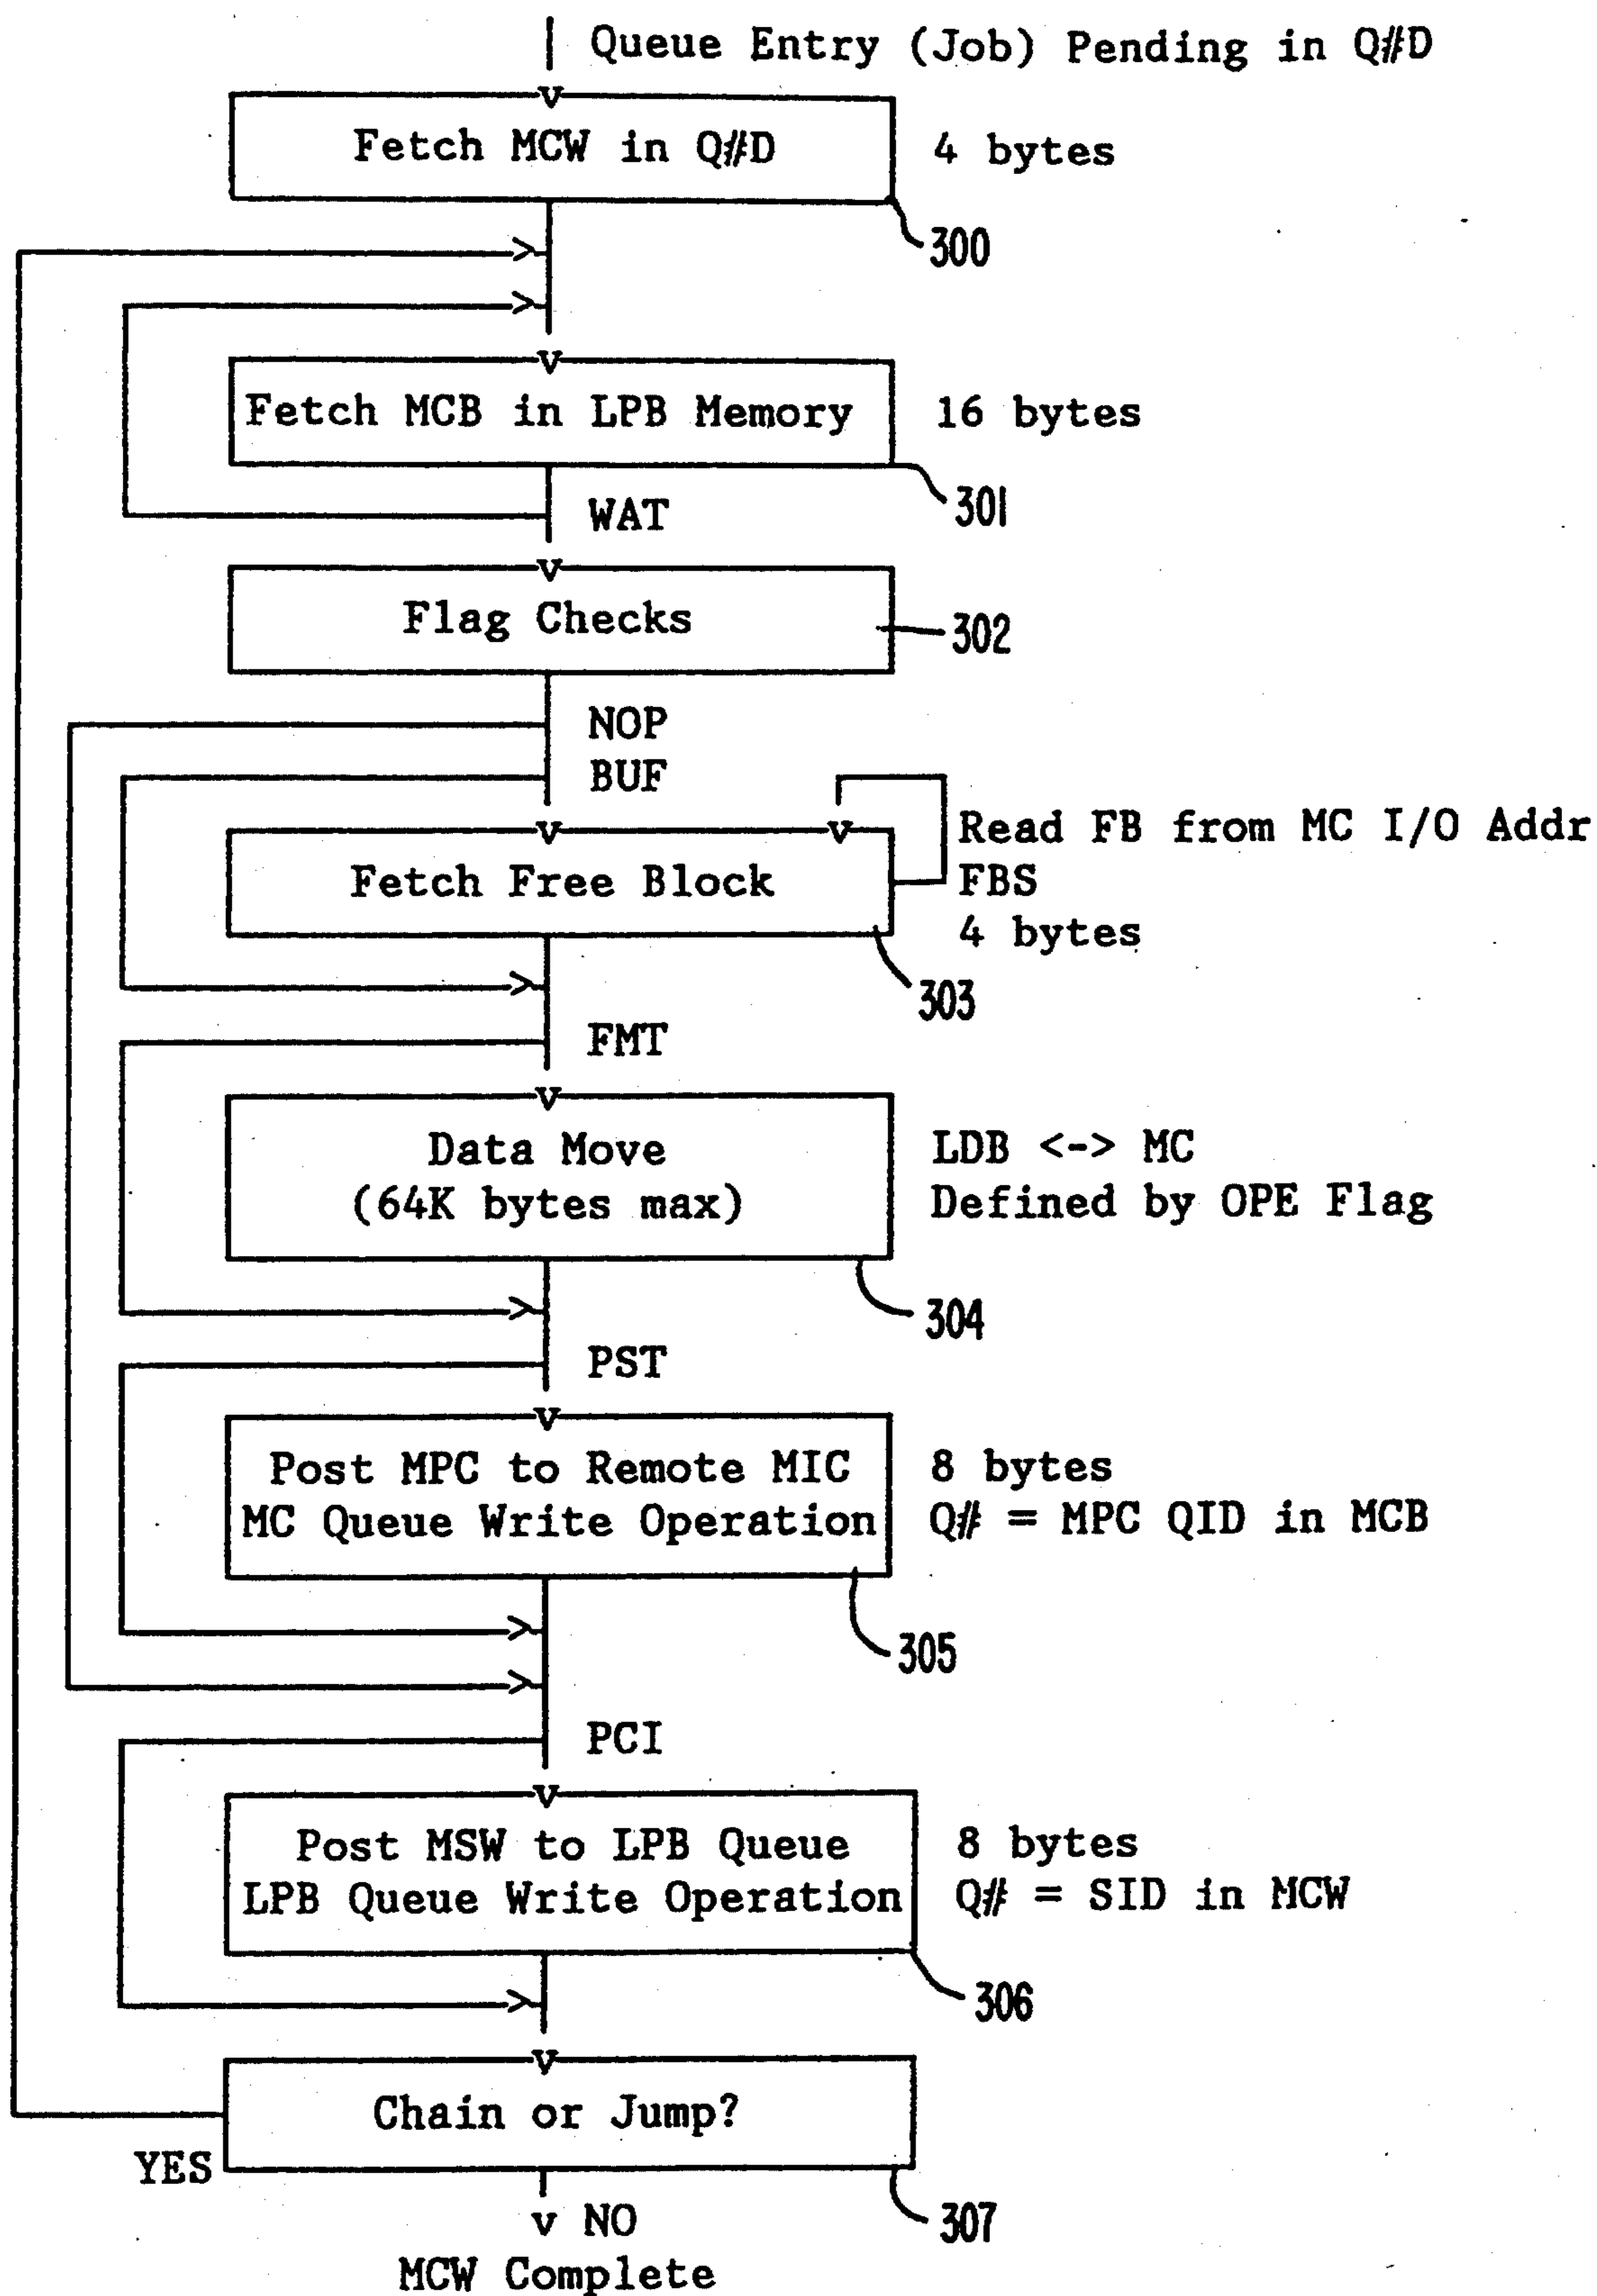 Queue Entry (Job) Pending in Q#D
Fetch MCW in Q#D
4 bytes
300
Fetch MCB in LPB Memory
16 bytes
301
WAT
Flag Checks
302
NOP
BUF
Read FB from MC I/O Addr
Fetch Free Block
FBS
4 bytes
303
FMT
Data Move
(64K bytes max)
LDB <-> MC
Defined by OPE Flag
304
PST
Post MPC to Remote MIC
MC Queue Write Operation
8 bytes
Q# = MPC QID in MCB
305
PCI
Post MSW to LPB Queue
LPB Queue Write Operation
8 bytes
Q# = SID in MCW
306
Chain or Jump?
YES
307
v NO
MCW Complete